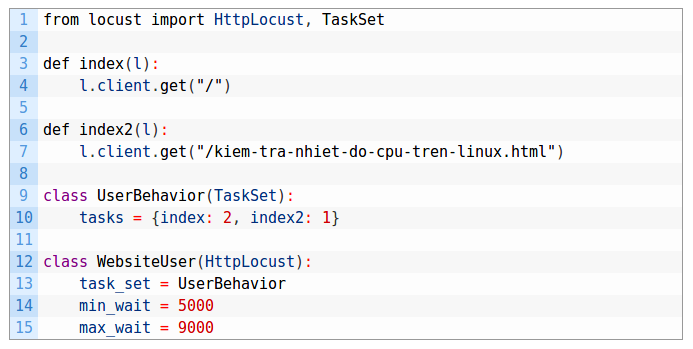 1 from locust import HttpLocust, TaskSet
2
3 def index(l):
4     l.client.get("/")
5
6 def index2(l):
7     l.client.get("/kiem-tra-nhiet-do-cpu-tren-linux.html")
8
9 class UserBehavior(TaskSet):
10     tasks = {index: 2, index2: 1}
11
12 class WebsiteUser(HttpLocust):
13     task_set = UserBehavior
14     min_wait = 5000
15     max_wait = 9000